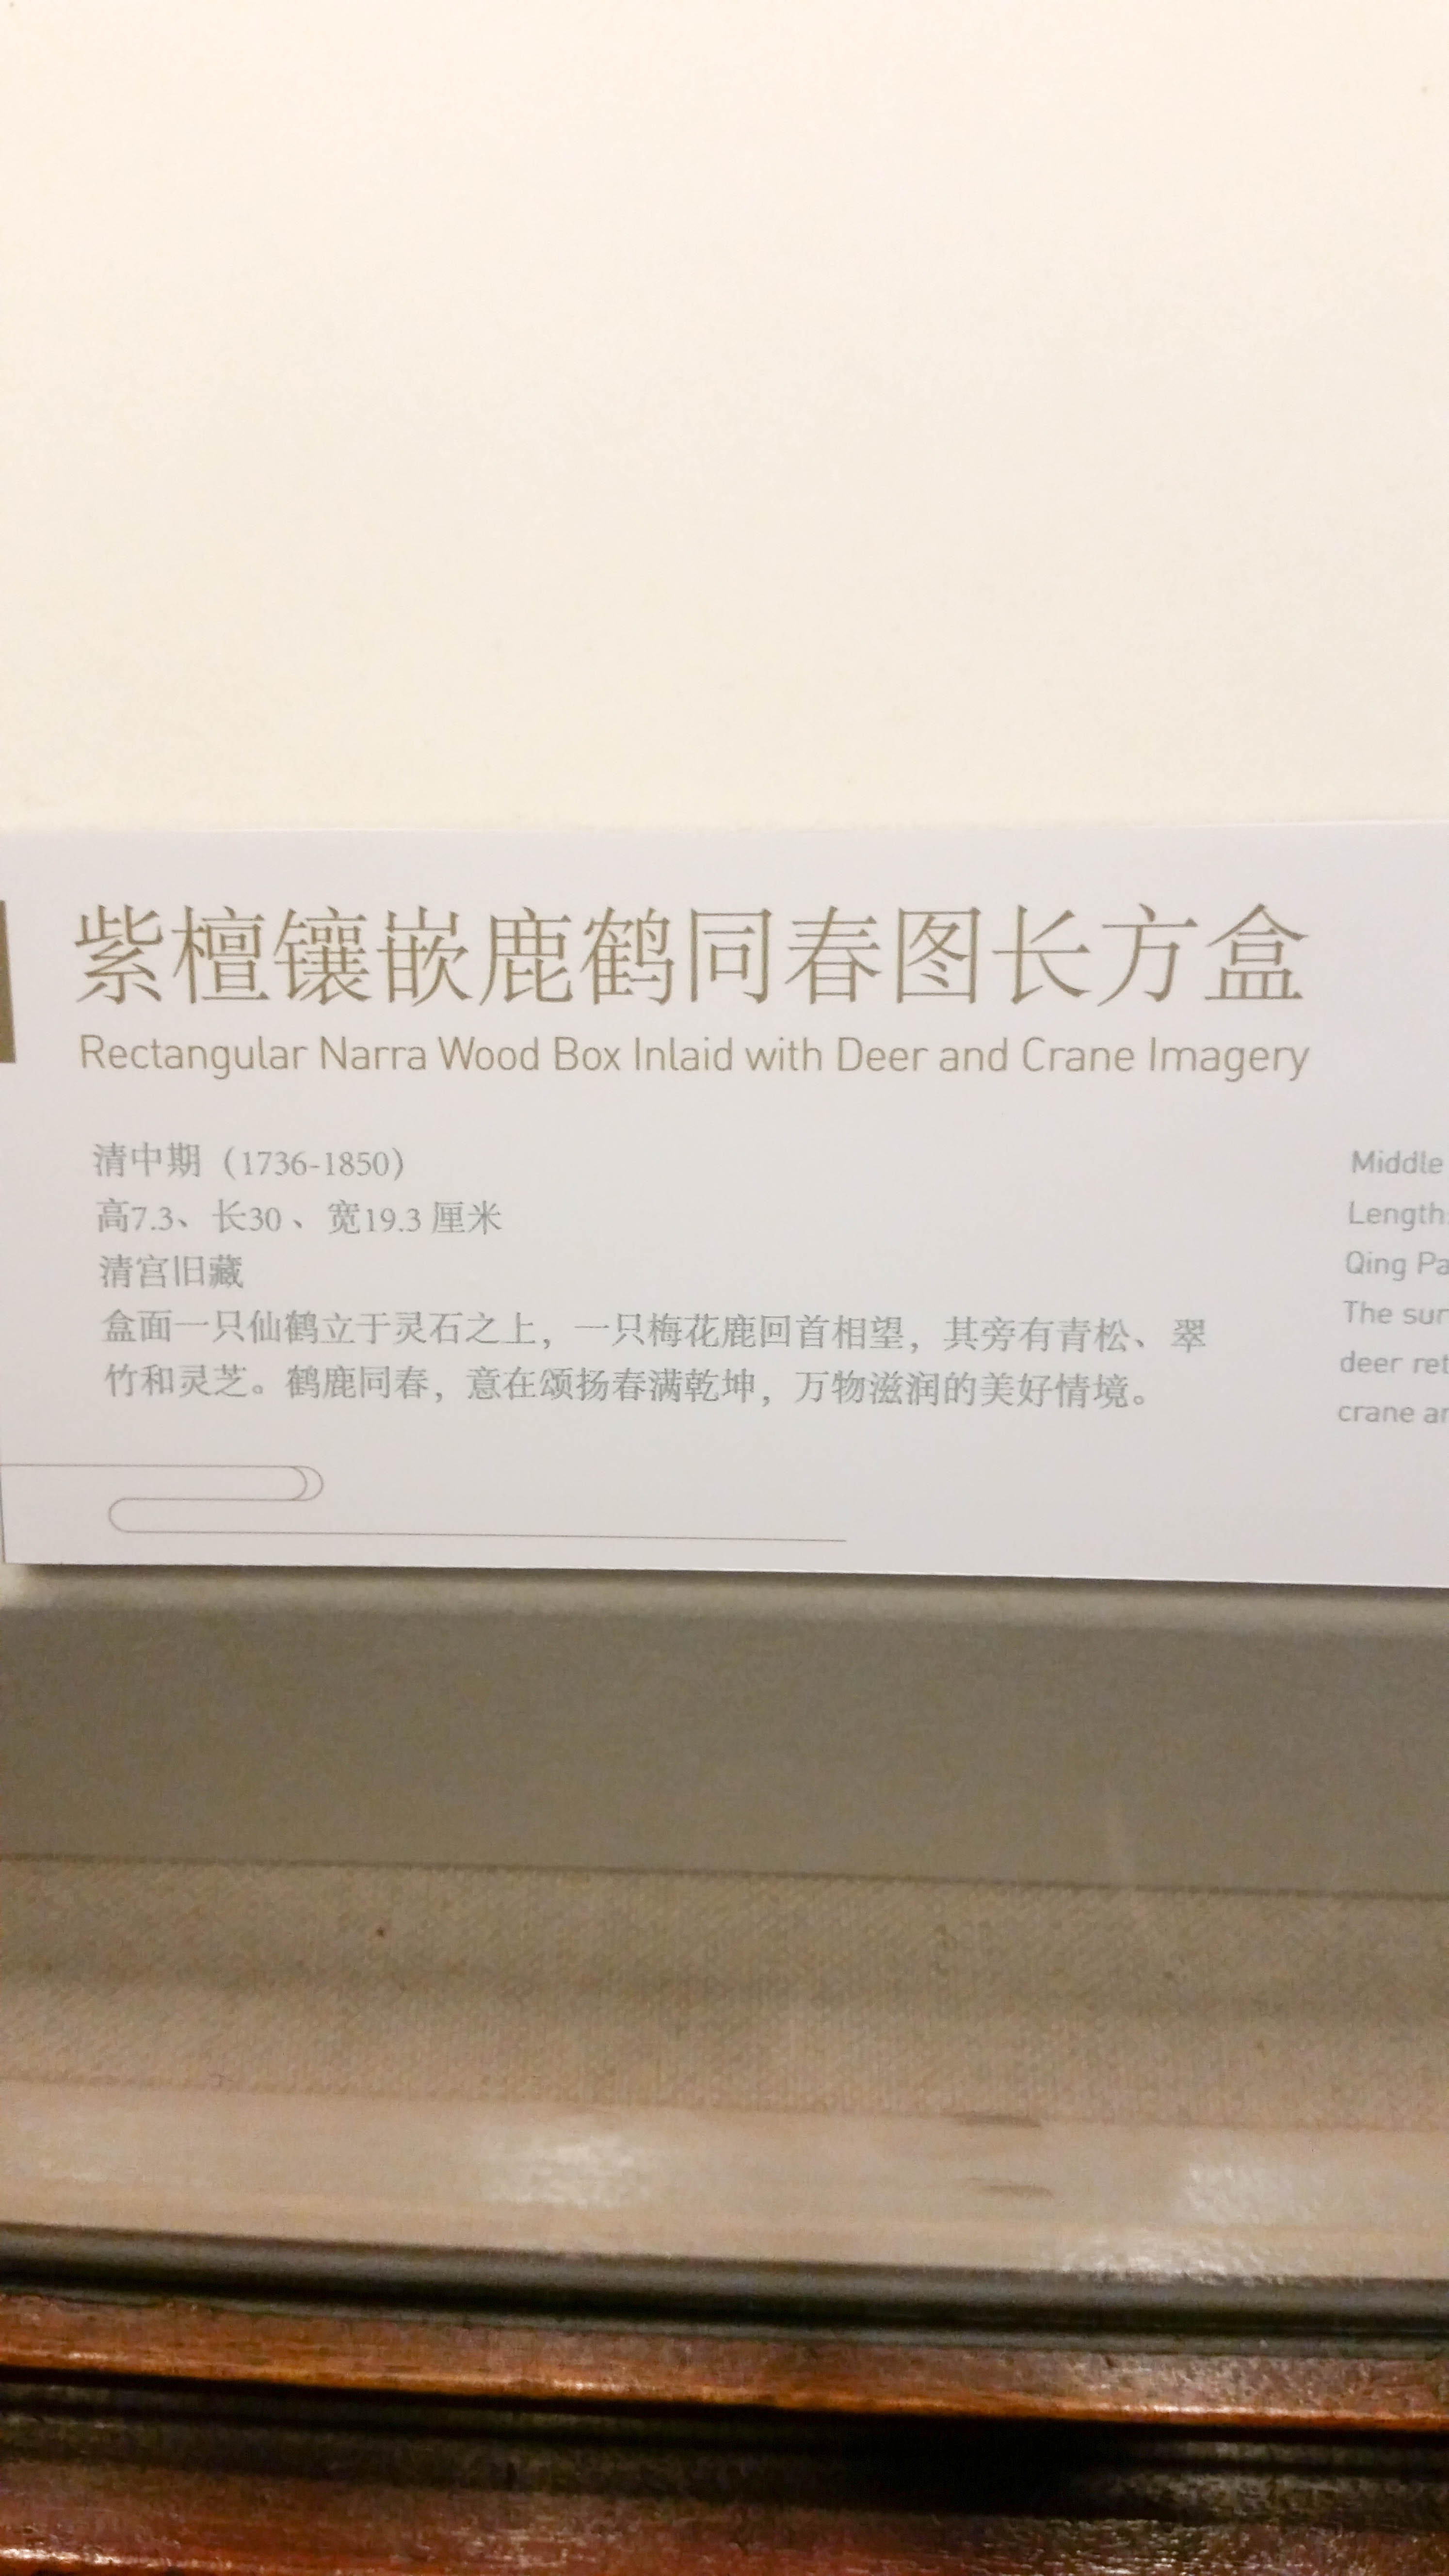 紫檀镶嵌鹿鹤同春图长方盒
Rectangular Narra Wood Box Inlaid with Deer and Crane Imagery
清中期（1736-1850）
高7.3、长30、宽19.3 厘米
清宫旧藏
盒面一只仙鹤立于灵石之上，一只梅花鹿回首相望，其旁有青松、翠
竹和灵芝。鹤鹿同春，意在颂扬春满乾坤，万物滋润的美好情境。
Middle
Length
Qing Pa
The sur
deer ret
crane ar